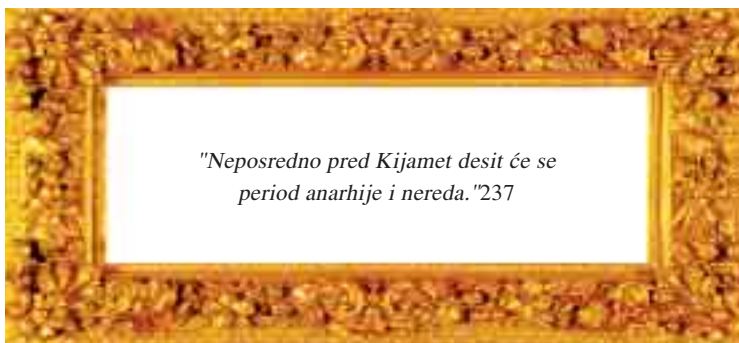 "Neposredno pred Kijamet desit će se
period anarhije i nereda."237